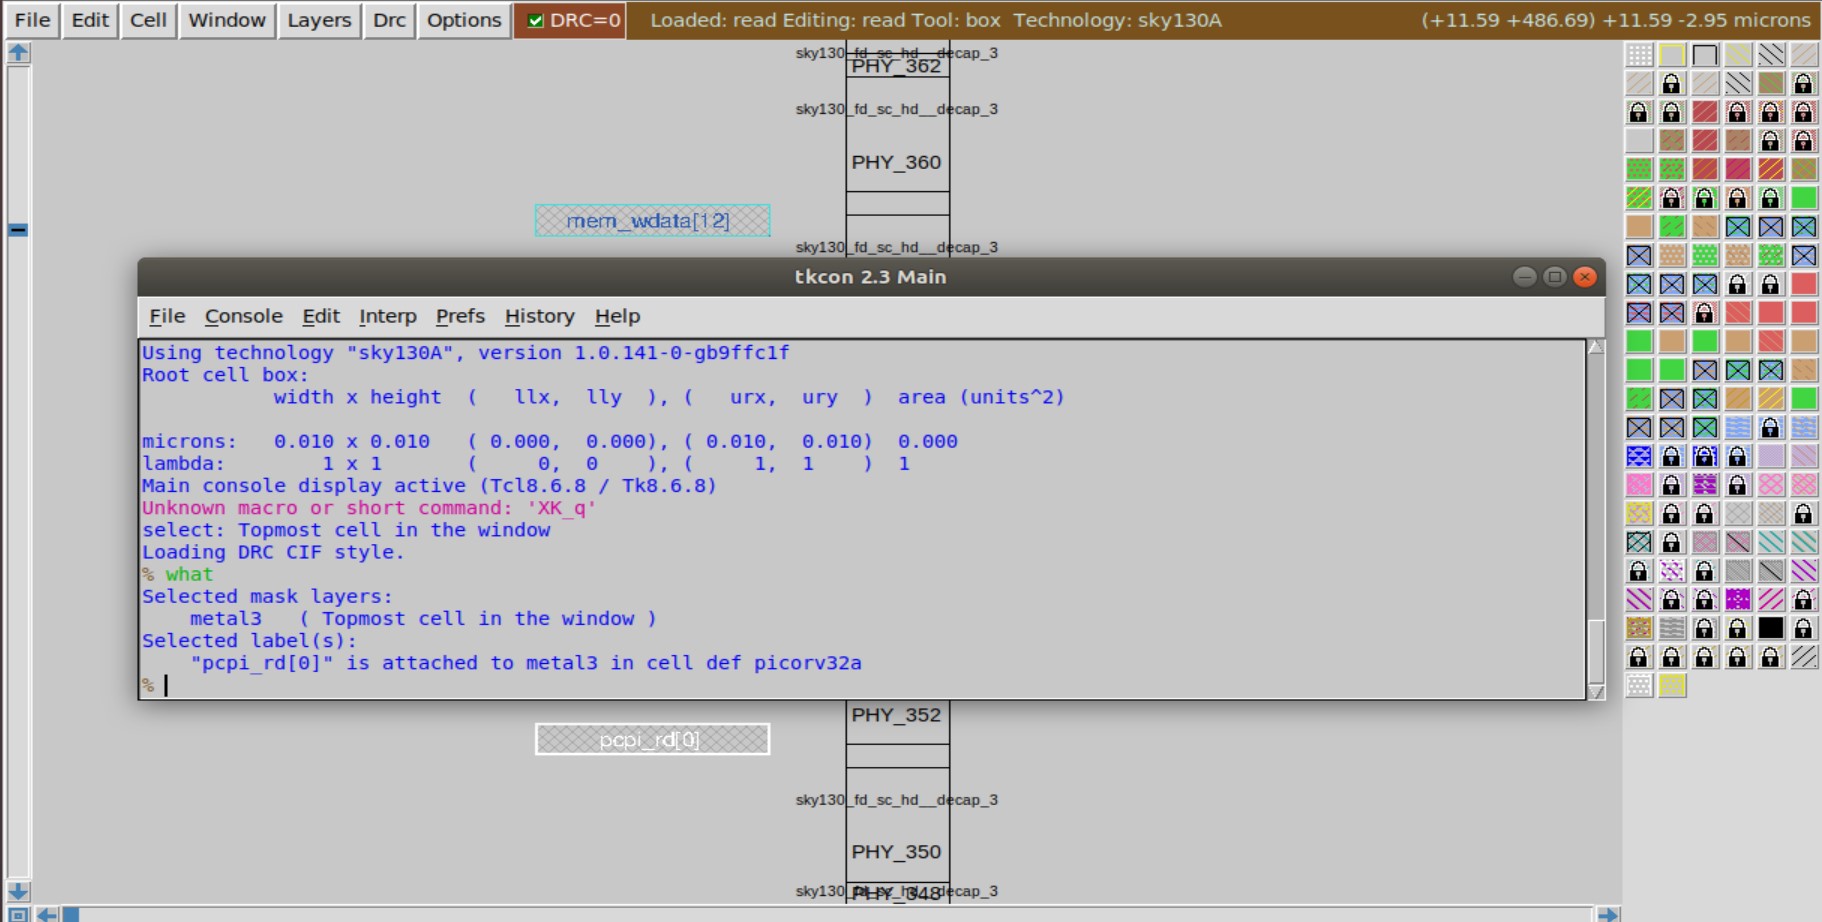 File Edit Cell Window Layers Drc Options DRC=0 Loaded: read Editing: read Tool: box Technology: sky130A (+11.59 +486.69) +11.59 -2.95 microns
sky130_fd_sc_hd__decap_3
PHY_362
sky130_fd_sc_hd__decap_3
PHY_360
mem_wdata[12]
sky130_fd_sc_hd__decap_3
tkcon 2.3 Main
File Console Edit Interp Prefs History Help
Using technology "sky130A", version 1.0.141-0-gb9ffc1f
Root cell box:
width x height ( llx, lly ), ( urx, ury ) area (units^2)
microns: 0.010 x 0.010 ( 0.000, 0.000), ( 0.010, 0.010) 0.000
lambda: 1 x 1 ( 0, 0 ), ( 1, 1 ) 1
Main console display active (Tcl8.6.8 / Tk8.6.8)
Unknown macro or short command: 'XK_q'
select: Topmost cell in the window
Loading DRC CIF style.
% what
Selected mask layers:
metal3 ( Topmost cell in the window )
Selected label(s):
"pcpi_rd[0]" is attached to metal3 in cell def picorv32a
%
PHY_352
pcpi_rd[0]
sky130_fd_sc_hd__decap_3
PHY_350
sky130_fd_sc_hd__decap_3
PHY_348